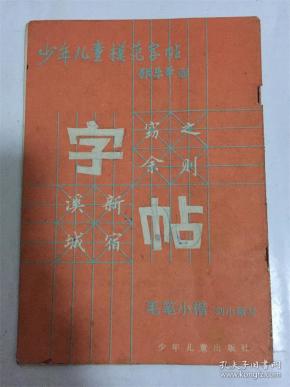 少年儿童模范字帖
字帖
之则
窃余
新宿
溪城
毛笔小楷
少年儿童出版社